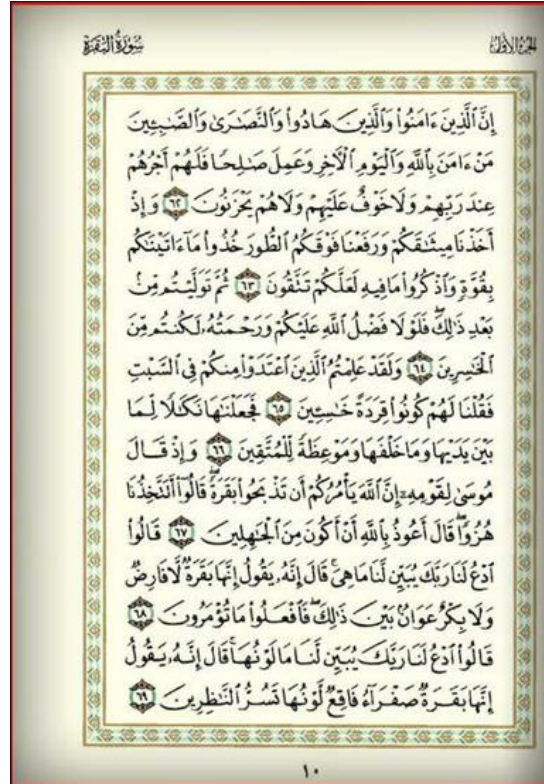 الجزء الأول
سورة البقرة
إِنَّ ٱلَّذِينَ ءَامَنُوا۟ وَٱلَّذِينَ هَادُوا۟ وَٱلنَّصَٰرَىٰ وَٱلصَّٰبِـِٔينَ
مَنْ ءَامَنَ بِٱللَّهِ وَٱلْيَوْمِ ٱلْءَاخِرِ وَعَمِلَ صَٰلِحًا فَلَهُمْ أَجْرُهُمْ
عِندَ رَبِّهِمْ وَلَا خَوْفٌ عَلَيْهِمْ وَلَا هُمْ يَحْزَنُونَ ٦٢ وَإِذْ
أَخَذْنَا مِيثَٰقَكُمْ وَرَفَعْنَا فَوْقَكُمُ ٱلطُّورَ خُذُوا۟ مَآ ءَاتَيْنَٰكُم
بِقُوَّةٍ وَٱذْكُرُوا۟ مَا فِيهِ لَعَلَّكُمْ تَتَّقُونَ ٦٣ ثُمَّ تَوَلَّيْتُم مِّنۢ
بَعْدِ ذَٰلِكَ ۖ فَلَوْلَا فَضْلُ ٱللَّهِ عَلَيْكُمْ وَرَحْمَتُهُۥ لَكُنتُم مِّنَ
ٱلْخَٰسِرِينَ ٦٤ وَلَقَدْ عَلِمْتُمُ ٱلَّذِينَ ٱعْتَدَوْا۟ مِنكُمْ فِى ٱلسَّبْتِ
فَقُلْنَا لَهُمْ كُونُوا۟ قِرَدَةً خَٰسِـِٔينَ ٦٥ فَجَعَلْنَٰهَا نَكَٰلًا لِّمَا
بَيْنَ يَدَيْهَا وَمَا خَلْفَهَا وَمَوْعِظَةً لِّلْمُتَّقِينَ ٦٦ وَإِذْ قَالَ
مُوسَىٰ لِقَوْمِهِۦٓ إِنَّ ٱللَّهَ يَأْمُرُكُمْ أَن تَذْبَحُوا۟ بَقَرَةً ۖ قَالُوٓا۟ أَتَتَّخِذُنَا
هُزُوًا ۖ قَالَ أَعُوذُ بِٱللَّهِ أَنْ أَكُونَ مِنَ ٱلْجَٰهِلِينَ ٦٧ قَالُوا۟
ٱدْعُ لَنَا رَبَّكَ يُبَيِّن لَّنَا مَا هِىَ ۚ قَالَ إِنَّهُۥ يَقُولُ إِنَّهَا بَقَرَةٌ لَّا فَارِضٌ
وَلَا بِكْرٌ عَوَانٌۢ بَيْنَ ذَٰلِكَ ۖ فَٱفْعَلُوا۟ مَا تُؤْمَرُونَ ٦٨
قَالُوا۟ ٱدْعُ لَنَا رَبَّكَ يُبَيِّن لَّنَا مَا لَوْنُهَا ۚ قَالَ إِنَّهُۥ يَقُولُ
إِنَّهَا بَقَرَةٌ صَفْرَآءُ فَاقِعٌ لَّوْنُهَا تَسُرُّ ٱلنَّٰظِرِينَ ٦٩
١٠